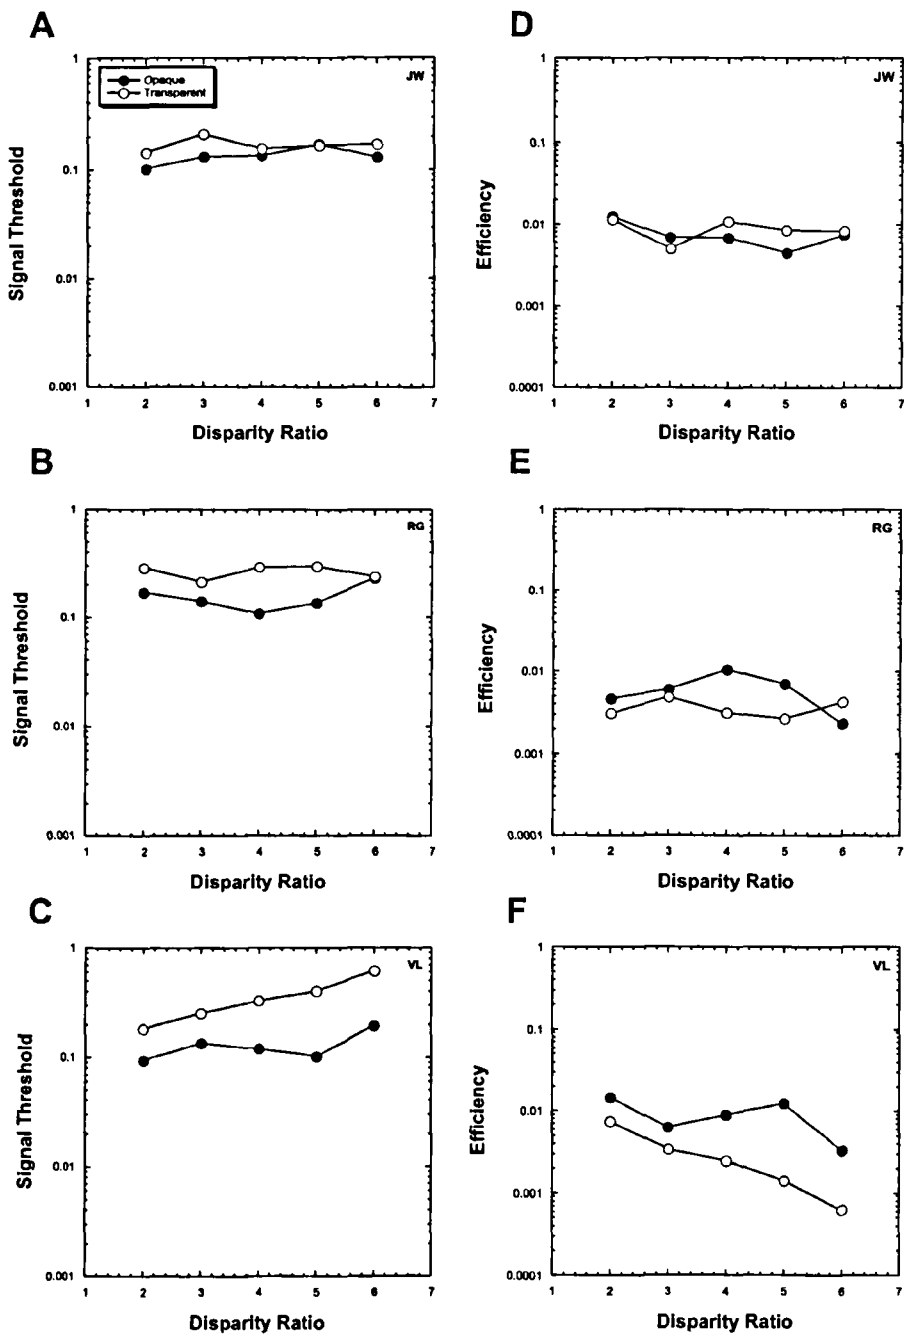 A
1
JW
Opaque
Transparent
0.1
0.01
0.001
Signal Threshold
1 2 3 4 5 6 7
Disparity Ratio
D
1
JW
0.1
0.01
0.001
0.0001
Efficiency
1 2 3 4 5 6 7
Disparity Ratio
B
1
RG
0.1
0.01
0.001
Signal Threshold
1 2 3 4 5 6 7
Disparity Ratio
E
1
RG
0.1
0.01
0.001
0.0001
Efficiency
1 2 3 4 5 6 7
Disparity Ratio
C
1
VL
0.1
0.01
0.001
Signal Threshold
1 2 3 4 5 6 7
Disparity Ratio
F
1
VL
0.1
0.01
0.001
0.0001
Efficiency
1 2 3 4 5 6 7
Disparity Ratio